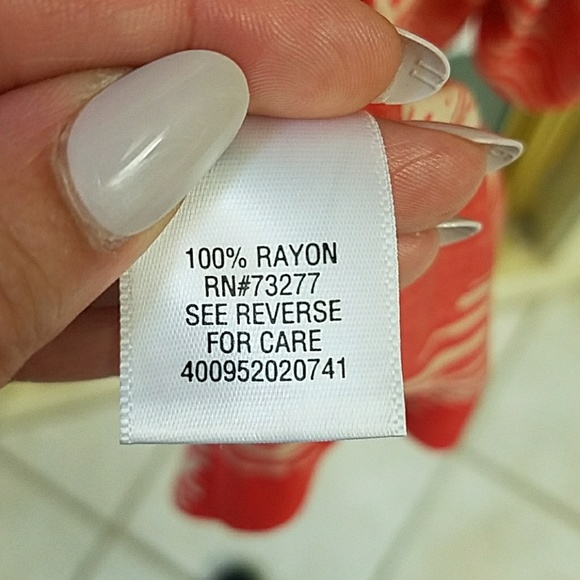 100% RAYON
RN#73277
SEE REVERSE
FOR CARE
400952020741